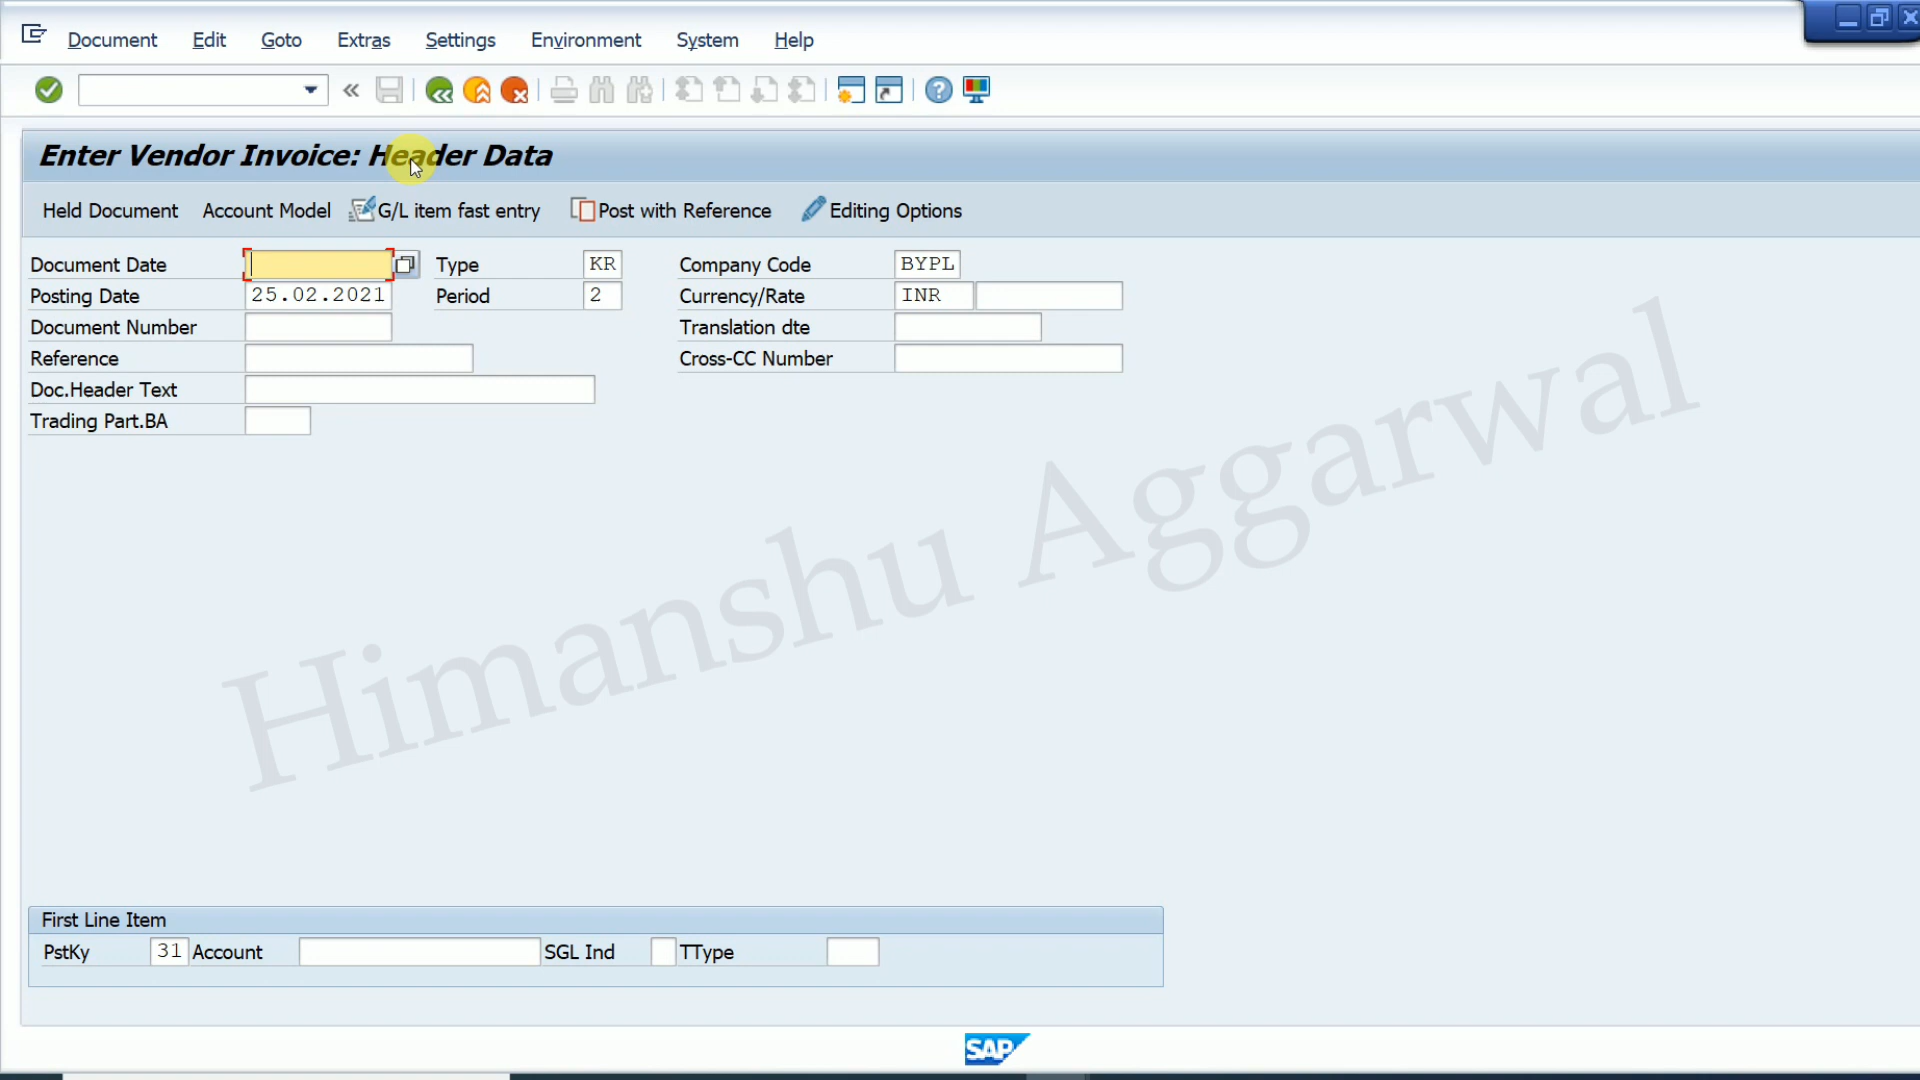 Document Edit Goto Extras Settings Environment System Help
Enter Vendor Invoice: Header Data
Held Document Account Model G/L item fast entry Post with Reference Editing Options
Document Date Type KR Company Code BYPL
Posting Date 25.02.2021 Period 2 Currency/Rate INR
Document Number Translation dte
Reference Cross-CC Number
Doc.Header Text
Trading Part.BA
Himanshu Aggarwal
First Line Item
PstKy 31 Account SGL Ind TType
SAP